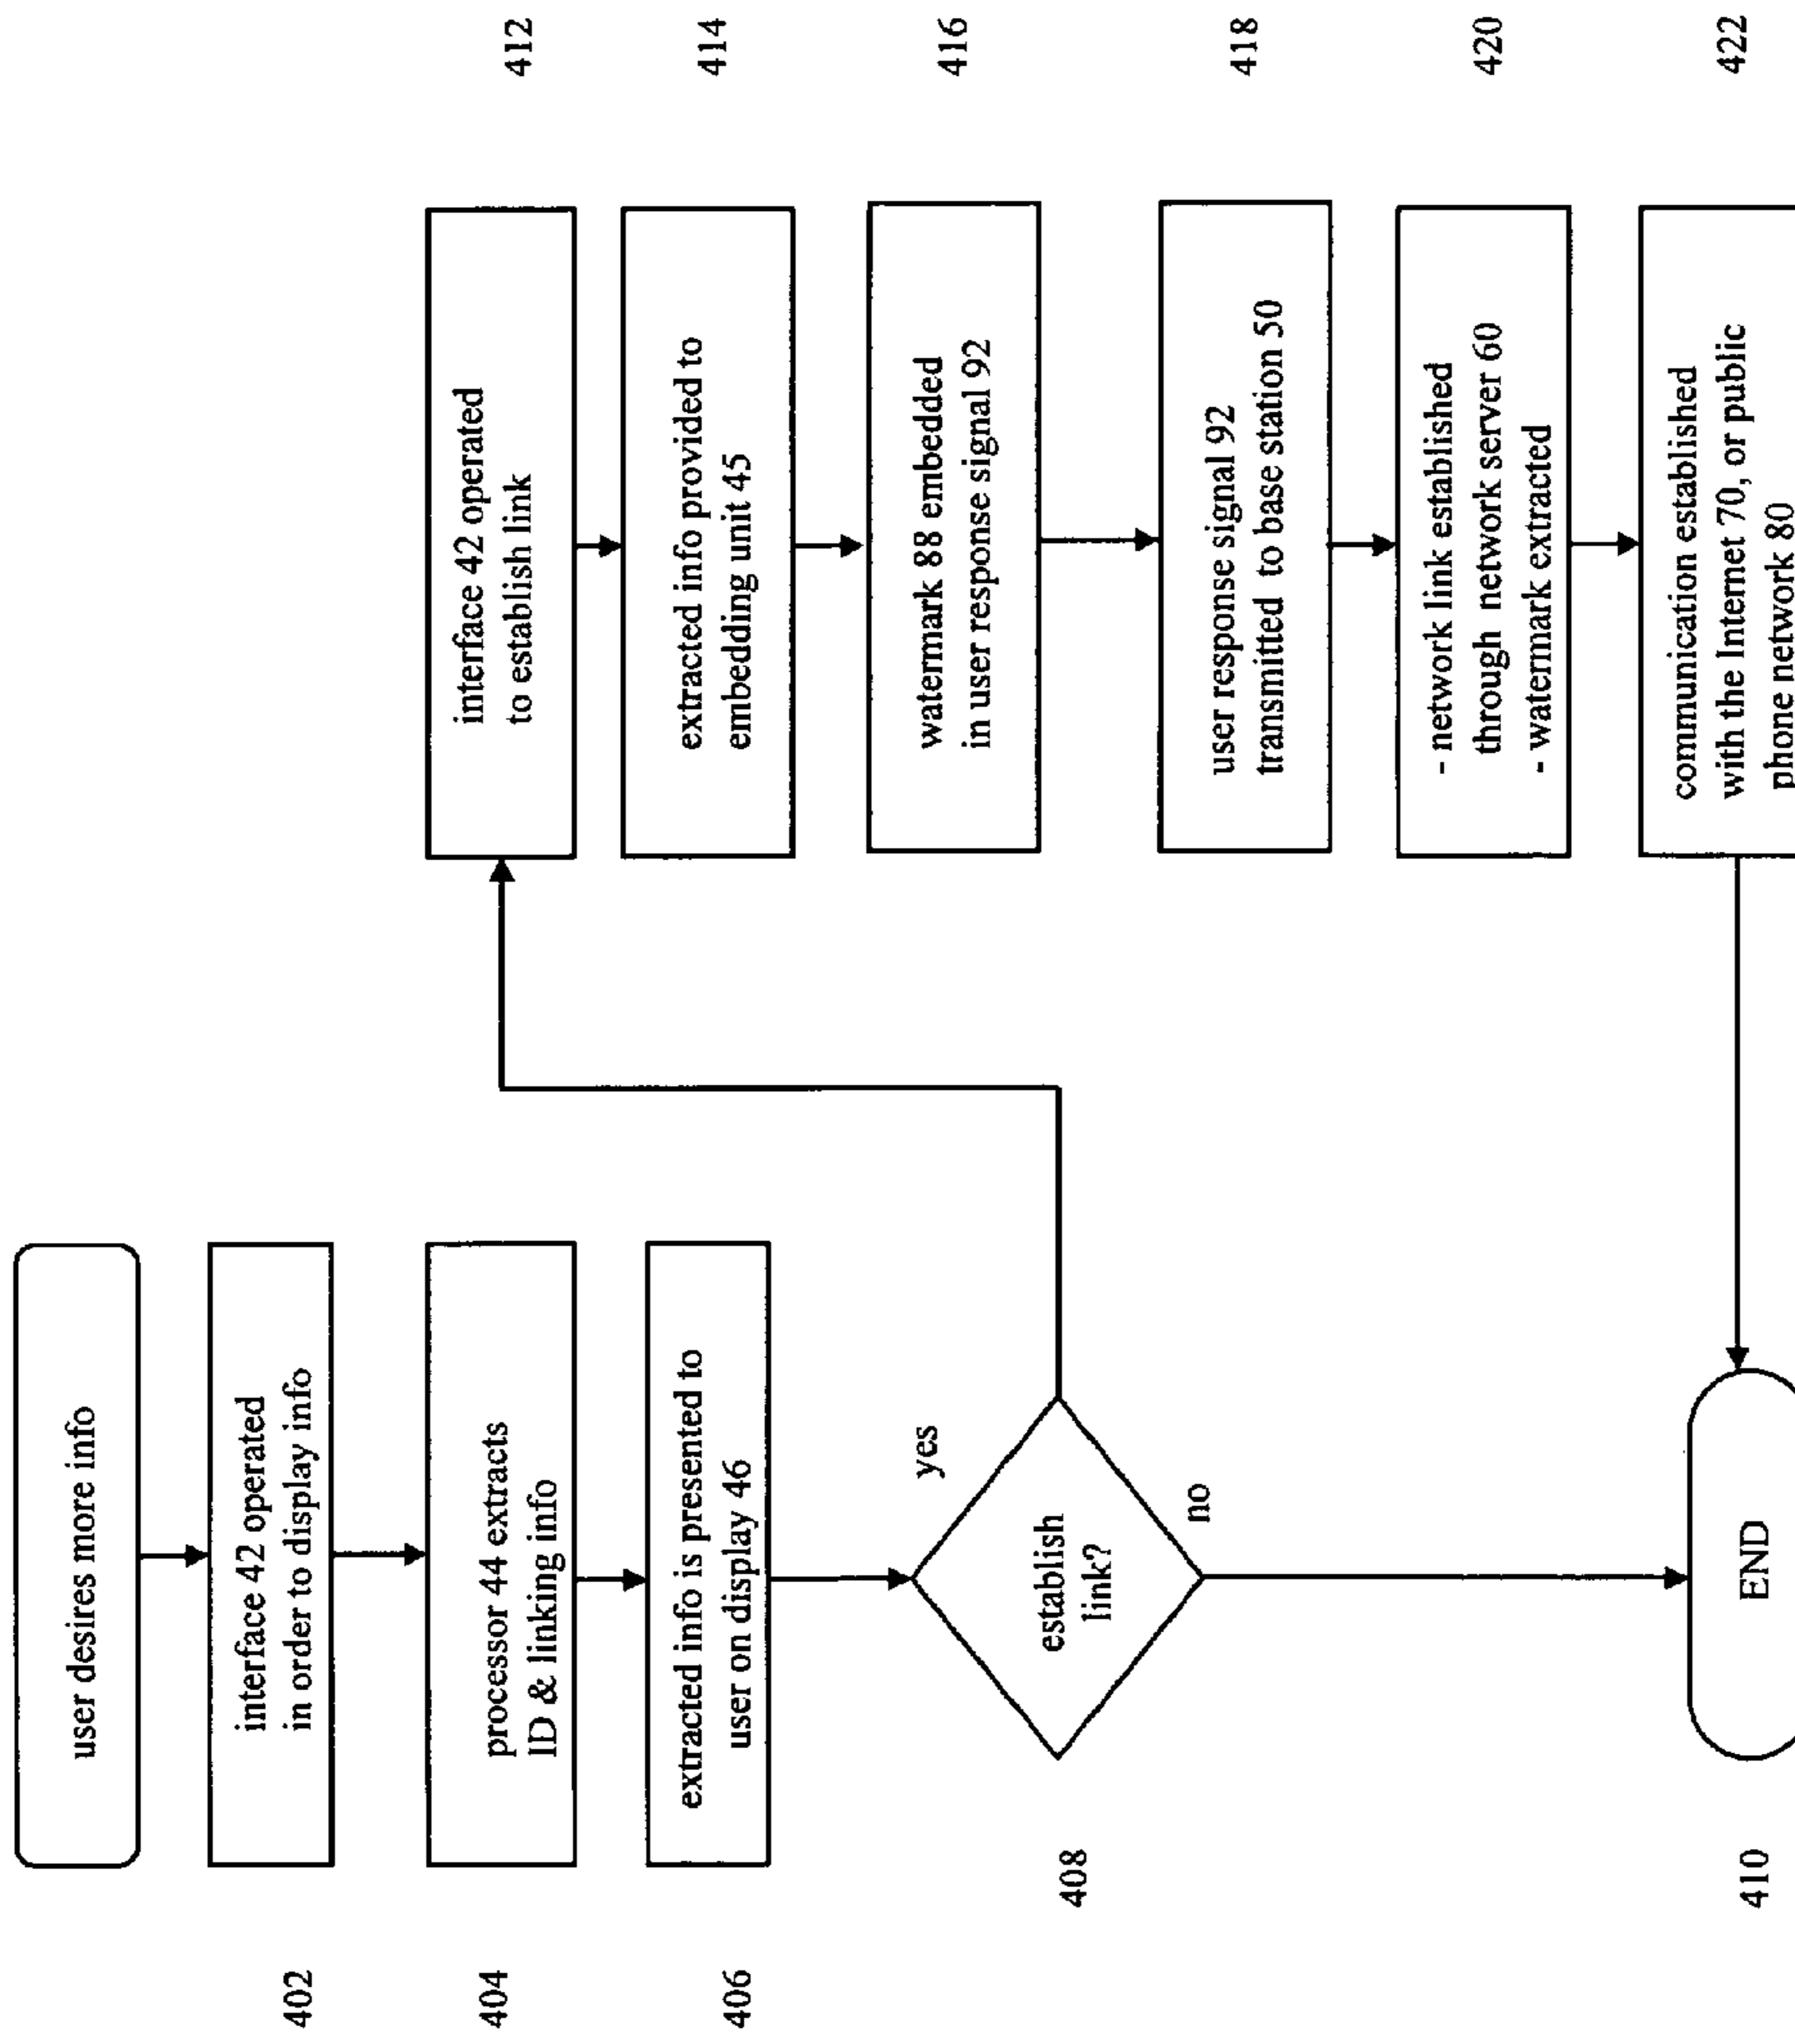 user desires more info
402
interface 42 operated
in order to display info
404
processor 44 extracts
ID & linking info
406
extracted info is presented to
user on display 46
408
establish
link?
yes
no
410
END
interface 42 operated
to establish link
412
extracted info provided to
embedding unit 45
414
watermark 88 embedded
in user response signal 92
416
user response signal 92
transmitted to base station 50
418
- network link established
through network server 60
- watermark extracted
420
communication established
with the Internet 70, or public
phone network 80
422